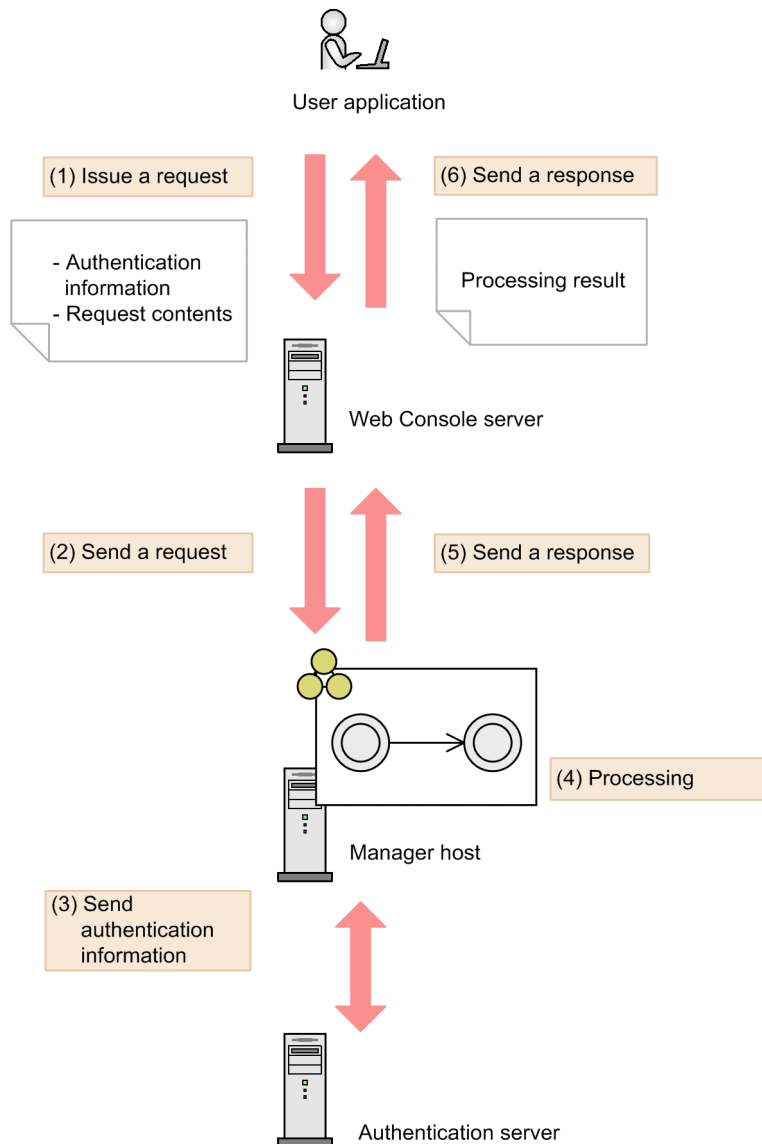 User application
(1) Issue a request
(6) Send a response
- Authentication
information
- Request contents
Processing result
Web Console server
(2) Send a request
(5) Send a response
(4) Processing
Manager host
(3) Send
authentication
information
Authentication server